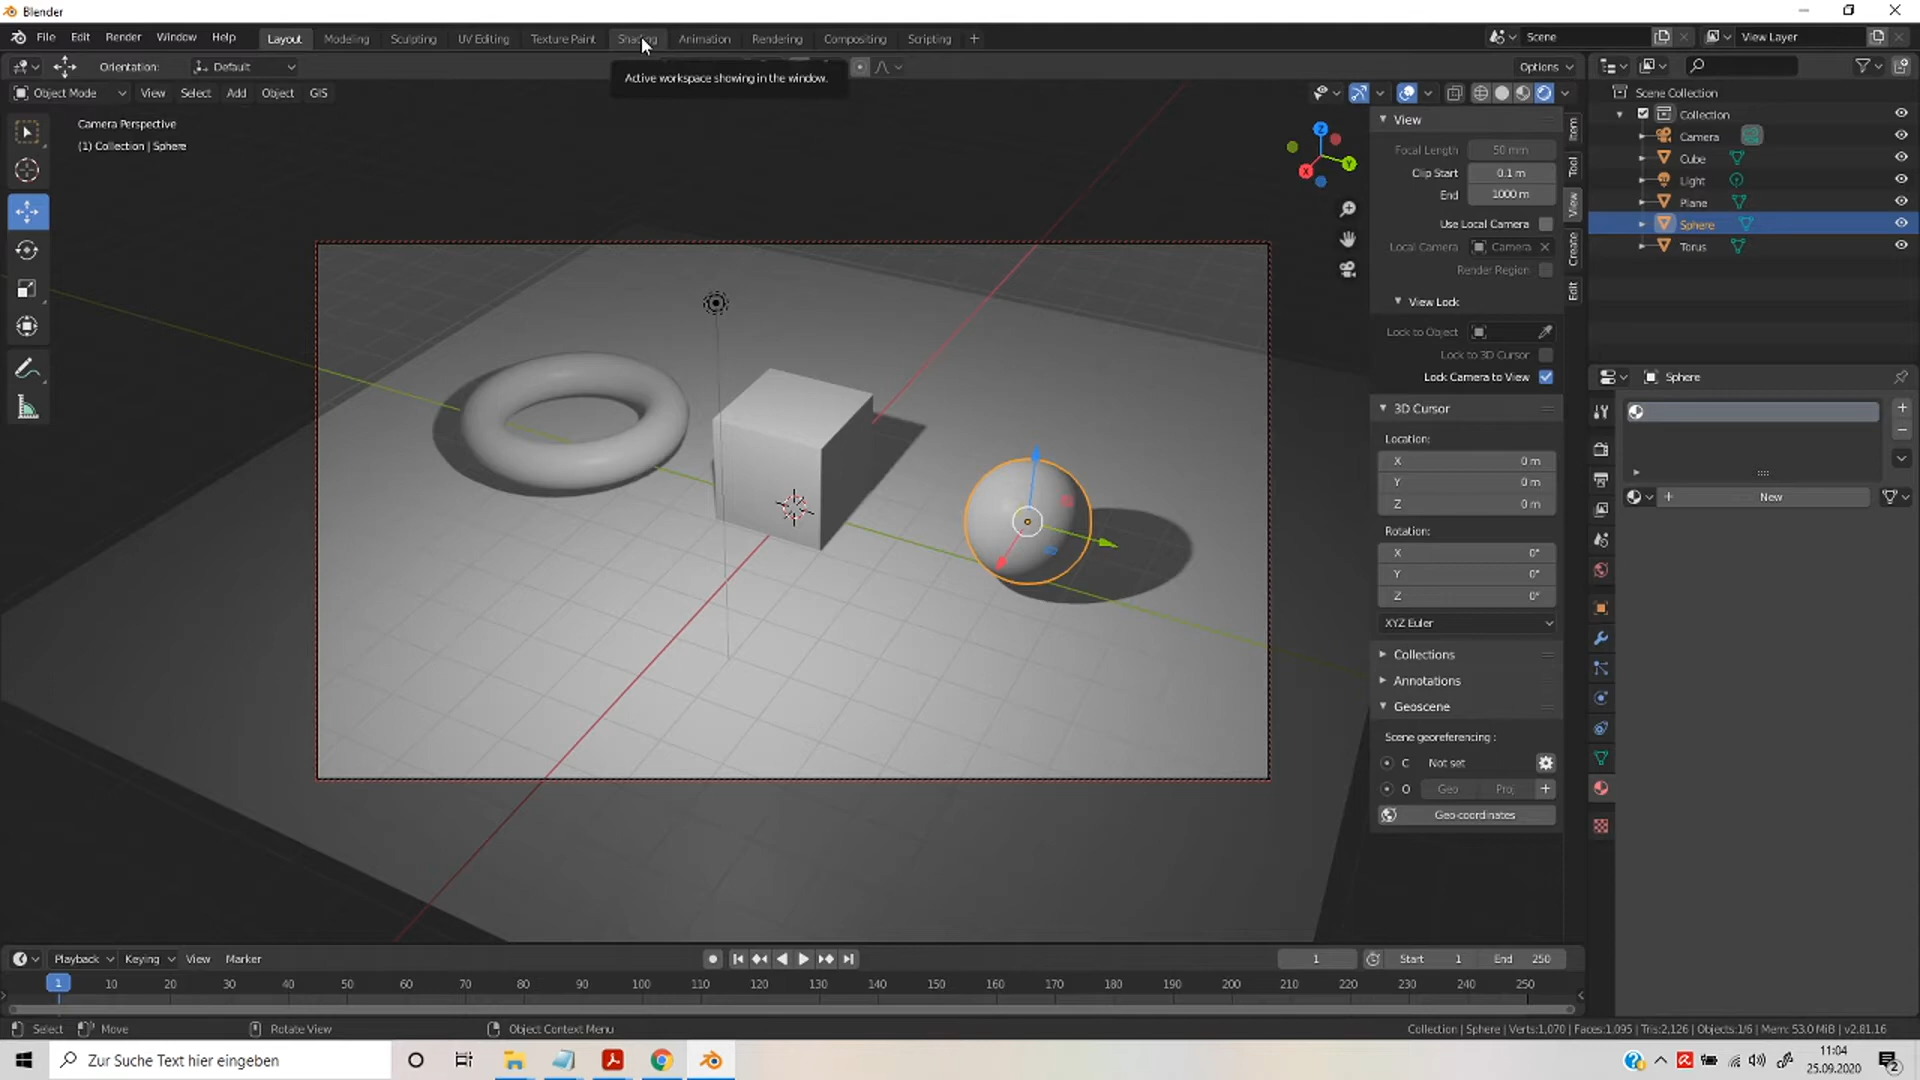 Blender
File Edit Render Window Help Layout Modeling Sculpting UV Editing Texture Paint Shading Animation Rendering Compositing Scripting + Scene View Layer
Orientation: Default Options
Active workspace showing in the window.
Object Mode View Select Add Object GIS
Camera Perspective
(1) Collection | Sphere
View
Focal Length 50 mm
Clip Start 0.1 m
End 1000 m
Use Local Camera
Local Camera Camera
Render Region
View Lock
Lock to Object
Lock to 3D Cursor
Lock Camera to View
3D Cursor
Location:
X 0 m
Y 0 m
Z 0 m
Rotation:
X 0°
Y 0°
Z 0°
XYZ Euler
Collections
Annotations
Geoscene
Scene georeferencing :
C Not set
O Geo Proj +
Geo-coordinates
Item
Tool
View
Create
Edit
X
Y
Z
Scene Collection
Collection
Camera
Cube
Light
Plane
Sphere
Torus
Sphere
New
Playback Keying View Marker 1 Start 1 End 250
1 10 20 30 40 50 60 70 80 90 100 110 120 130 140 150 160 170 180 190 200 210 220 230 240 250
Select Move Rotate View Object Context Menu Collection | Sphere | Verts:1,070 | Faces:1,095 | Tris:2,126 | Objects:1/6 | Mem: 53.0 MiB | v2.81.16
Zur Suche Text hier eingeben
11:04
25.09.2020
2